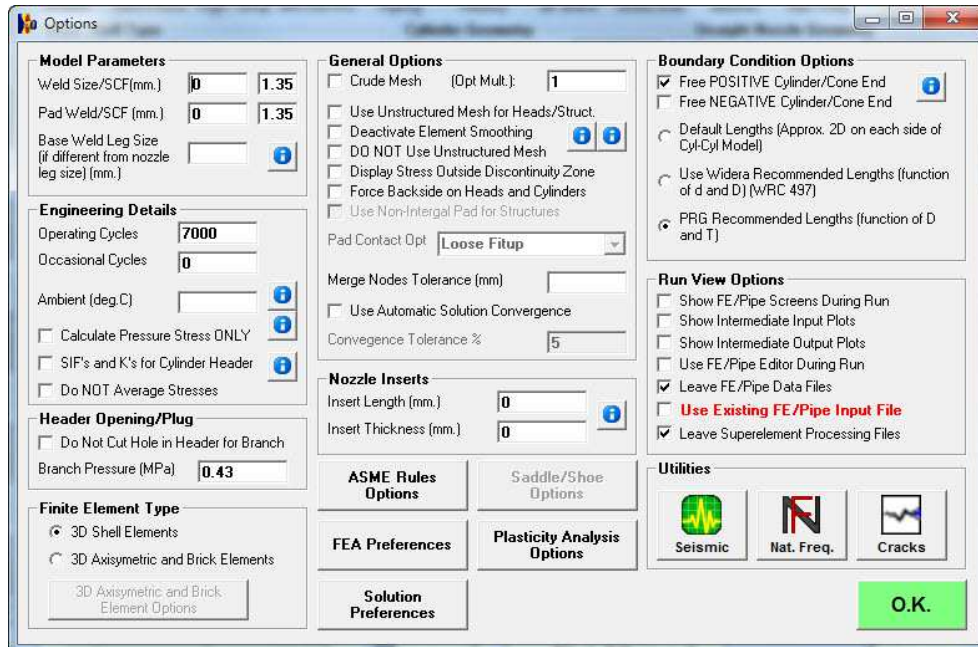 Options
Model Parameters
Weld Size/SCF(mm.) 0 1.35
Pad Weld/SCF (mm.) 0 1.35
Base Weld Leg Size
(if different from nozzle
leg size) (mm.)
Engineering Details
Operating Cycles 7000
Occasional Cycles 0
Ambient (deg.C)
Calculate Pressure Stress ONLY
SIF's and K's for Cylinder Header
Do NOT Average Stresses
Header Opening/Plug
Do Not Cut Hole in Header for Branch
Branch Pressure (MPa) 0.43
Finite Element Type
3D Shell Elements
3D Axisymetric and Brick Elements
3D Axisymetric and Brick
Element Options
General Options
Crude Mesh (Opt Mult.): 1
Use Unstructured Mesh for Heads/Struct.
Deactivate Element Smoothing
DO NOT Use Unstructured Mesh
Display Stress Outside Discontinuity Zone
Force Backside on Heads and Cylinders
Use Non-Intergal Pad for Structures
Pad Contact Opt Loose Fitup
Merge Nodes Tolerance (mm)
Use Automatic Solution Convergence
Convegence Tolerance % 5
Nozzle Inserts
Insert Length (mm.) 0
Insert Thickness (mm.) 0
ASME Rules
Options
Saddle/Shoe
Options
FEA Preferences
Plasticity Analysis
Options
Solution
Preferences
Boundary Condition Options
Free POSITIVE Cylinder/Cone End
Free NEGATIVE Cylinder/Cone End
Default Lengths (Approx. 2D on each side of
Cyl-Cyl Model)
Use Widera Recommended Lengths (function
of d and D) (WRC 497)
PRG Recommended Lengths (function of D
and T)
Run View Options
Show FE/Pipe Screens During Run
Show Intermediate Input Plots
Show Intermediate Output Plots
Use FE/Pipe Editor During Run
Leave FE/Pipe Data Files
Use Existing FE/Pipe Input File
Leave Superelement Processing Files
Utilities
Seismic
Nat. Freq.
Cracks
O.K.